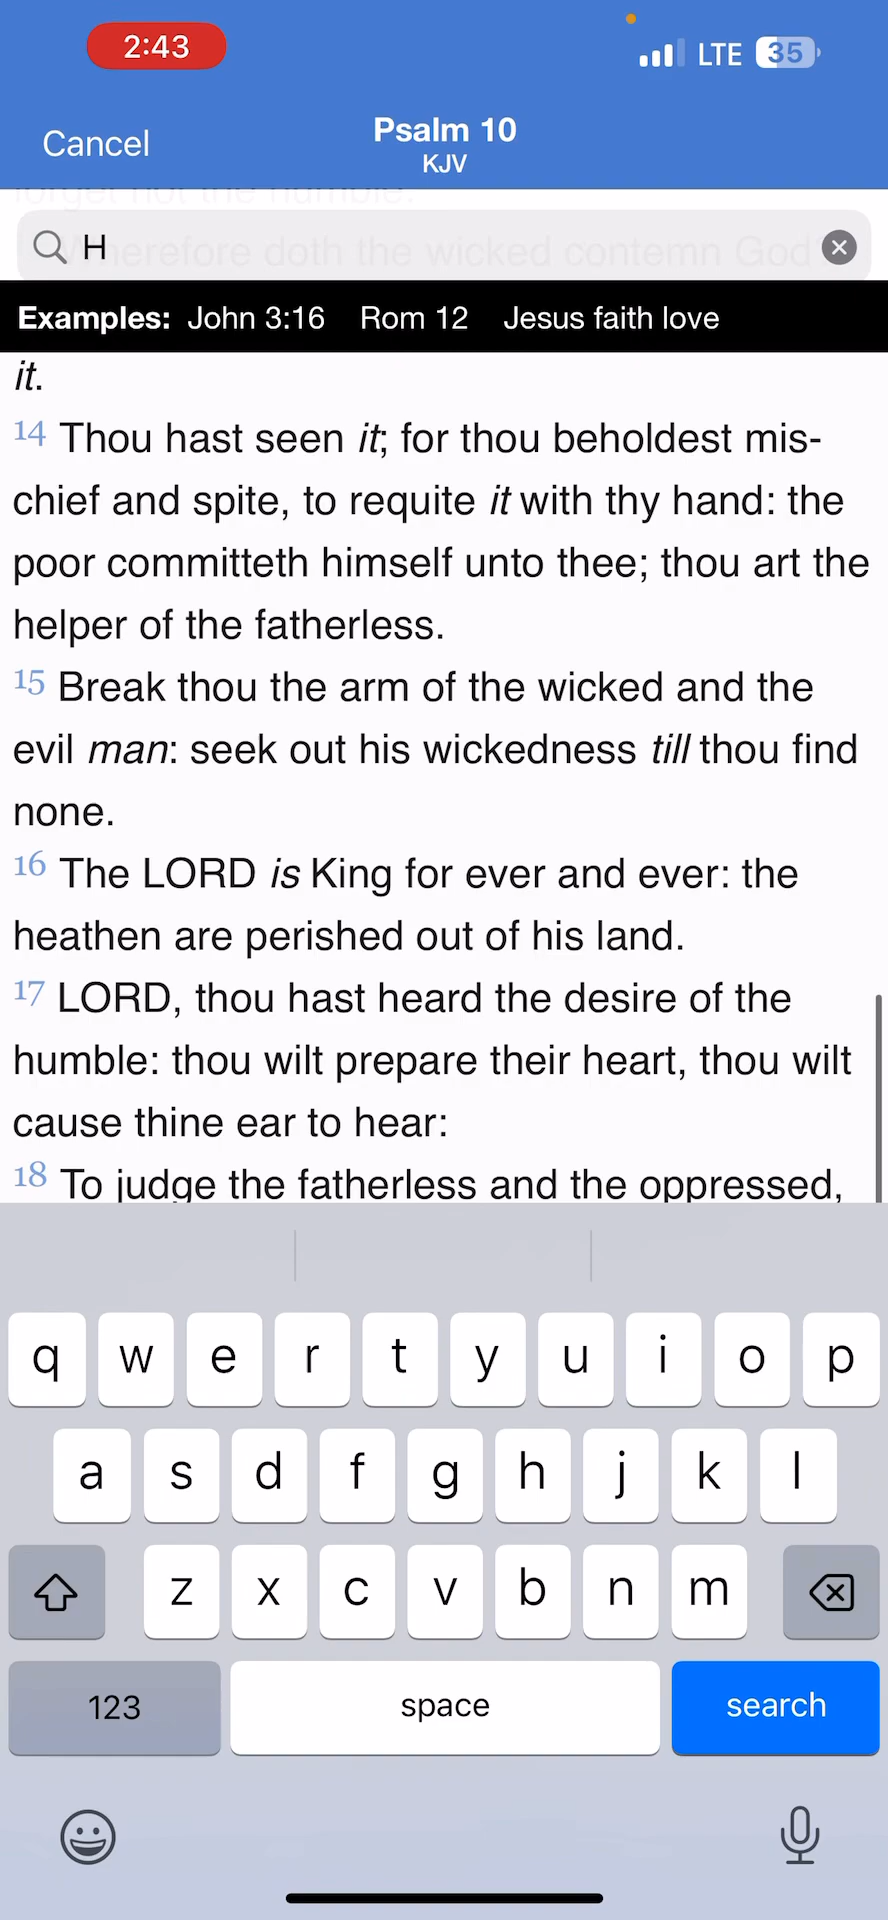 2:43
LTE 35
Cancel
Psalm 10
KJV
forget not the humble.
Wherefore doth the wicked contemn God
H
Examples: John 3:16 Rom 12 Jesus faith love
it.
14 Thou hast seen it; for thou beholdest mis-
chief and spite, to requite it with thy hand: the
poor committeth himself unto thee; thou art the
helper of the fatherless.
15 Break thou the arm of the wicked and the
evil man: seek out his wickedness till thou find
none.
16 The LORD is King for ever and ever: the
heathen are perished out of his land.
17 LORD, thou hast heard the desire of the
humble: thou wilt prepare their heart, thou wilt
cause thine ear to hear:
18 To judge the fatherless and the oppressed,
q w e r t y u i o p
a s d f g h j k l
z x c v b n m
123 space search